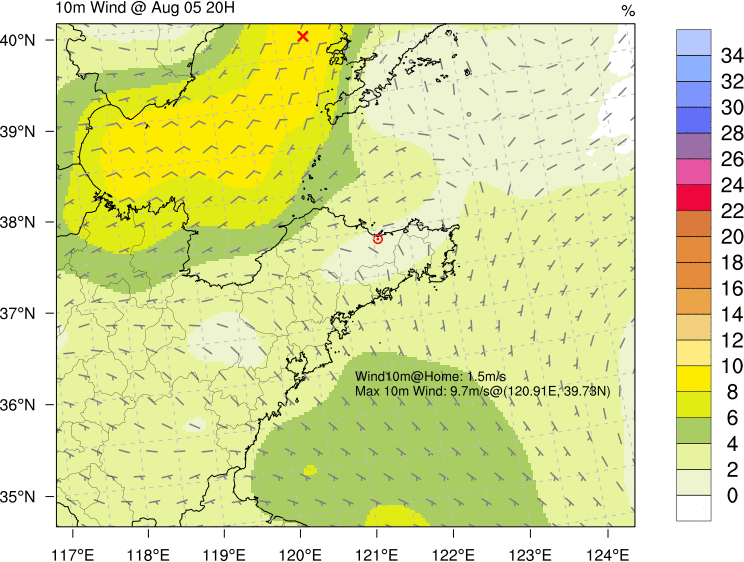 10m Wind @ Aug 05 20H
%
40°N
39°N
38°N
37°N
36°N
35°N
Wind10m@Home: 1.5m/s
Max 10m Wind: 9.7m/s@(120.91E, 39.73N)
117°E 118°E 119°E 120°E 121°E 122°E 123°E 124°E
34
32
30
28
26
24
22
20
18
16
14
12
10
8
6
4
2
0